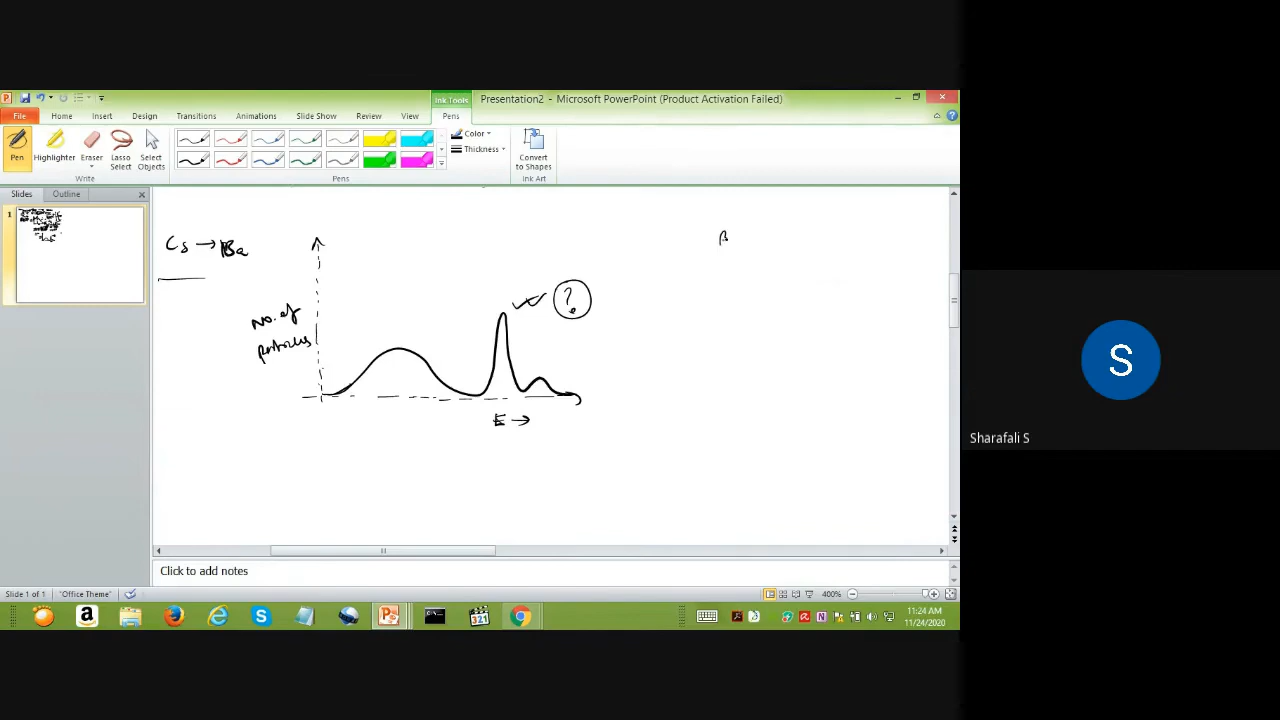 Ink Tools
Presentation2 - Microsoft PowerPoint (Product Activation Failed)
File Home Insert Design Transitions Animations Slide Show Review View Pens
Pen Highlighter Eraser Lasso Select Select Objects
Color
Thickness
Convert to Shapes
Write Pens Ink Art
Slides Outline
1
Cs → Ba
No. of
particles
?
E →
β
S
Sharafali S
Click to add notes
Slide 1 of 1 "Office Theme" 400%
321
11:24 AM
11/24/2020